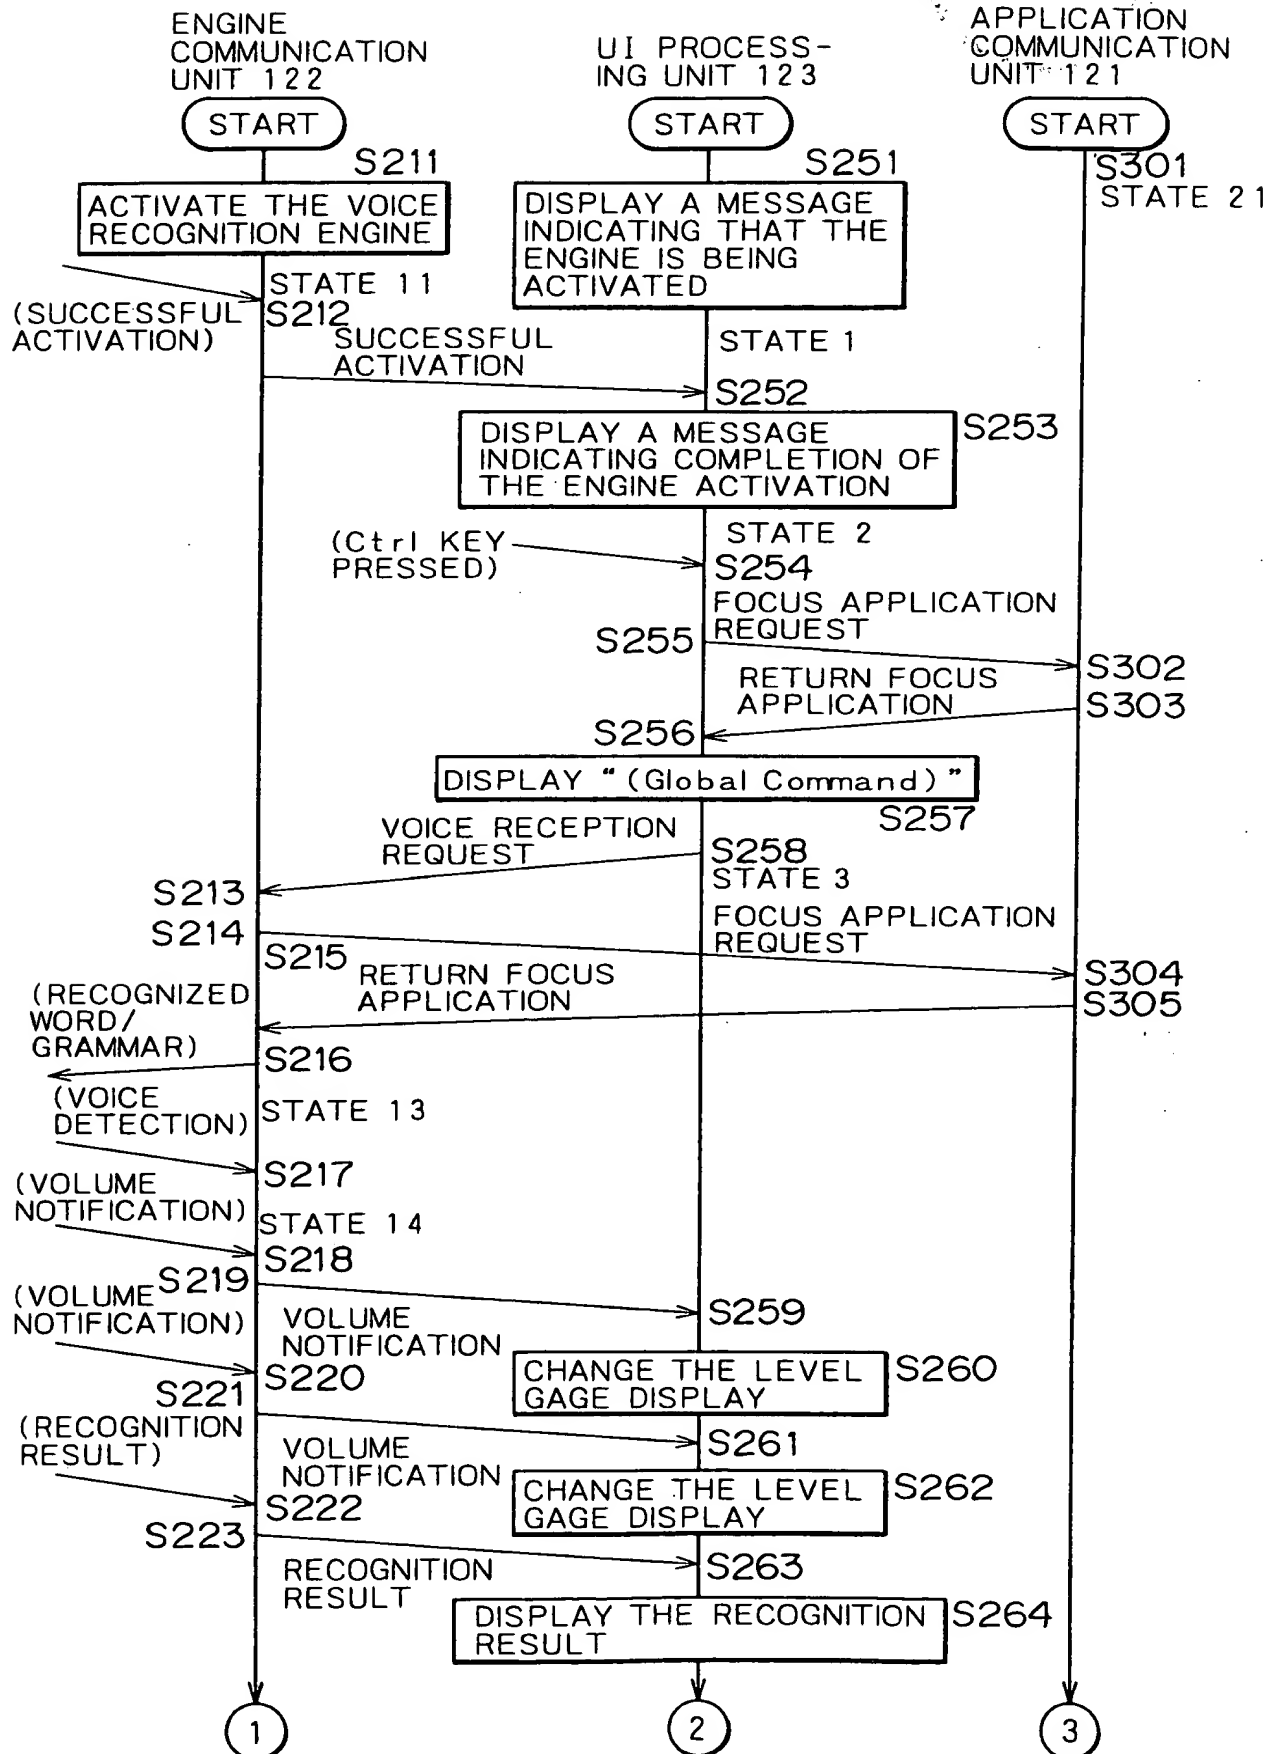 ENGINE
COMMUNICATION
UNIT 122
UI PROCESS-
ING UNIT 123
APPLICATION
COMMUNICATION
UNIT 121
START
START
START
S211
S251
S301
STATE 21
ACTIVATE THE VOICE
RECOGNITION ENGINE
DISPLAY A MESSAGE
INDICATING THAT THE
ENGINE IS BEING
ACTIVATED
STATE 11
(SUCCESSFUL
ACTIVATION)
S212
SUCCESSFUL
ACTIVATION
STATE 1
S252
DISPLAY A MESSAGE
INDICATING COMPLETION OF
THE ENGINE ACTIVATION
S253
STATE 2
(Ctrl KEY
PRESSED)
S254
FOCUS APPLICATION
REQUEST
S255
S302
RETURN FOCUS
APPLICATION
S303
S256
DISPLAY "(Global Command)"
S257
VOICE RECEPTION
REQUEST
S258
STATE 3
S213
S214
FOCUS APPLICATION
REQUEST
S215
S304
RETURN FOCUS
APPLICATION
S305
(RECOGNIZED
WORD/
GRAMMAR)
S216
(VOICE
DETECTION)
STATE 13
S217
(VOLUME
NOTIFICATION)
STATE 14
S218
S219
S259
(VOLUME
NOTIFICATION)
VOLUME
NOTIFICATION
S220
CHANGE THE LEVEL
GAGE DISPLAY
S260
S221
(RECOGNITION
RESULT)
S261
VOLUME
NOTIFICATION
S222
CHANGE THE LEVEL
GAGE DISPLAY
S262
S223
S263
RECOGNITION
RESULT
DISPLAY THE RECOGNITION
RESULT
S264
1
2
3